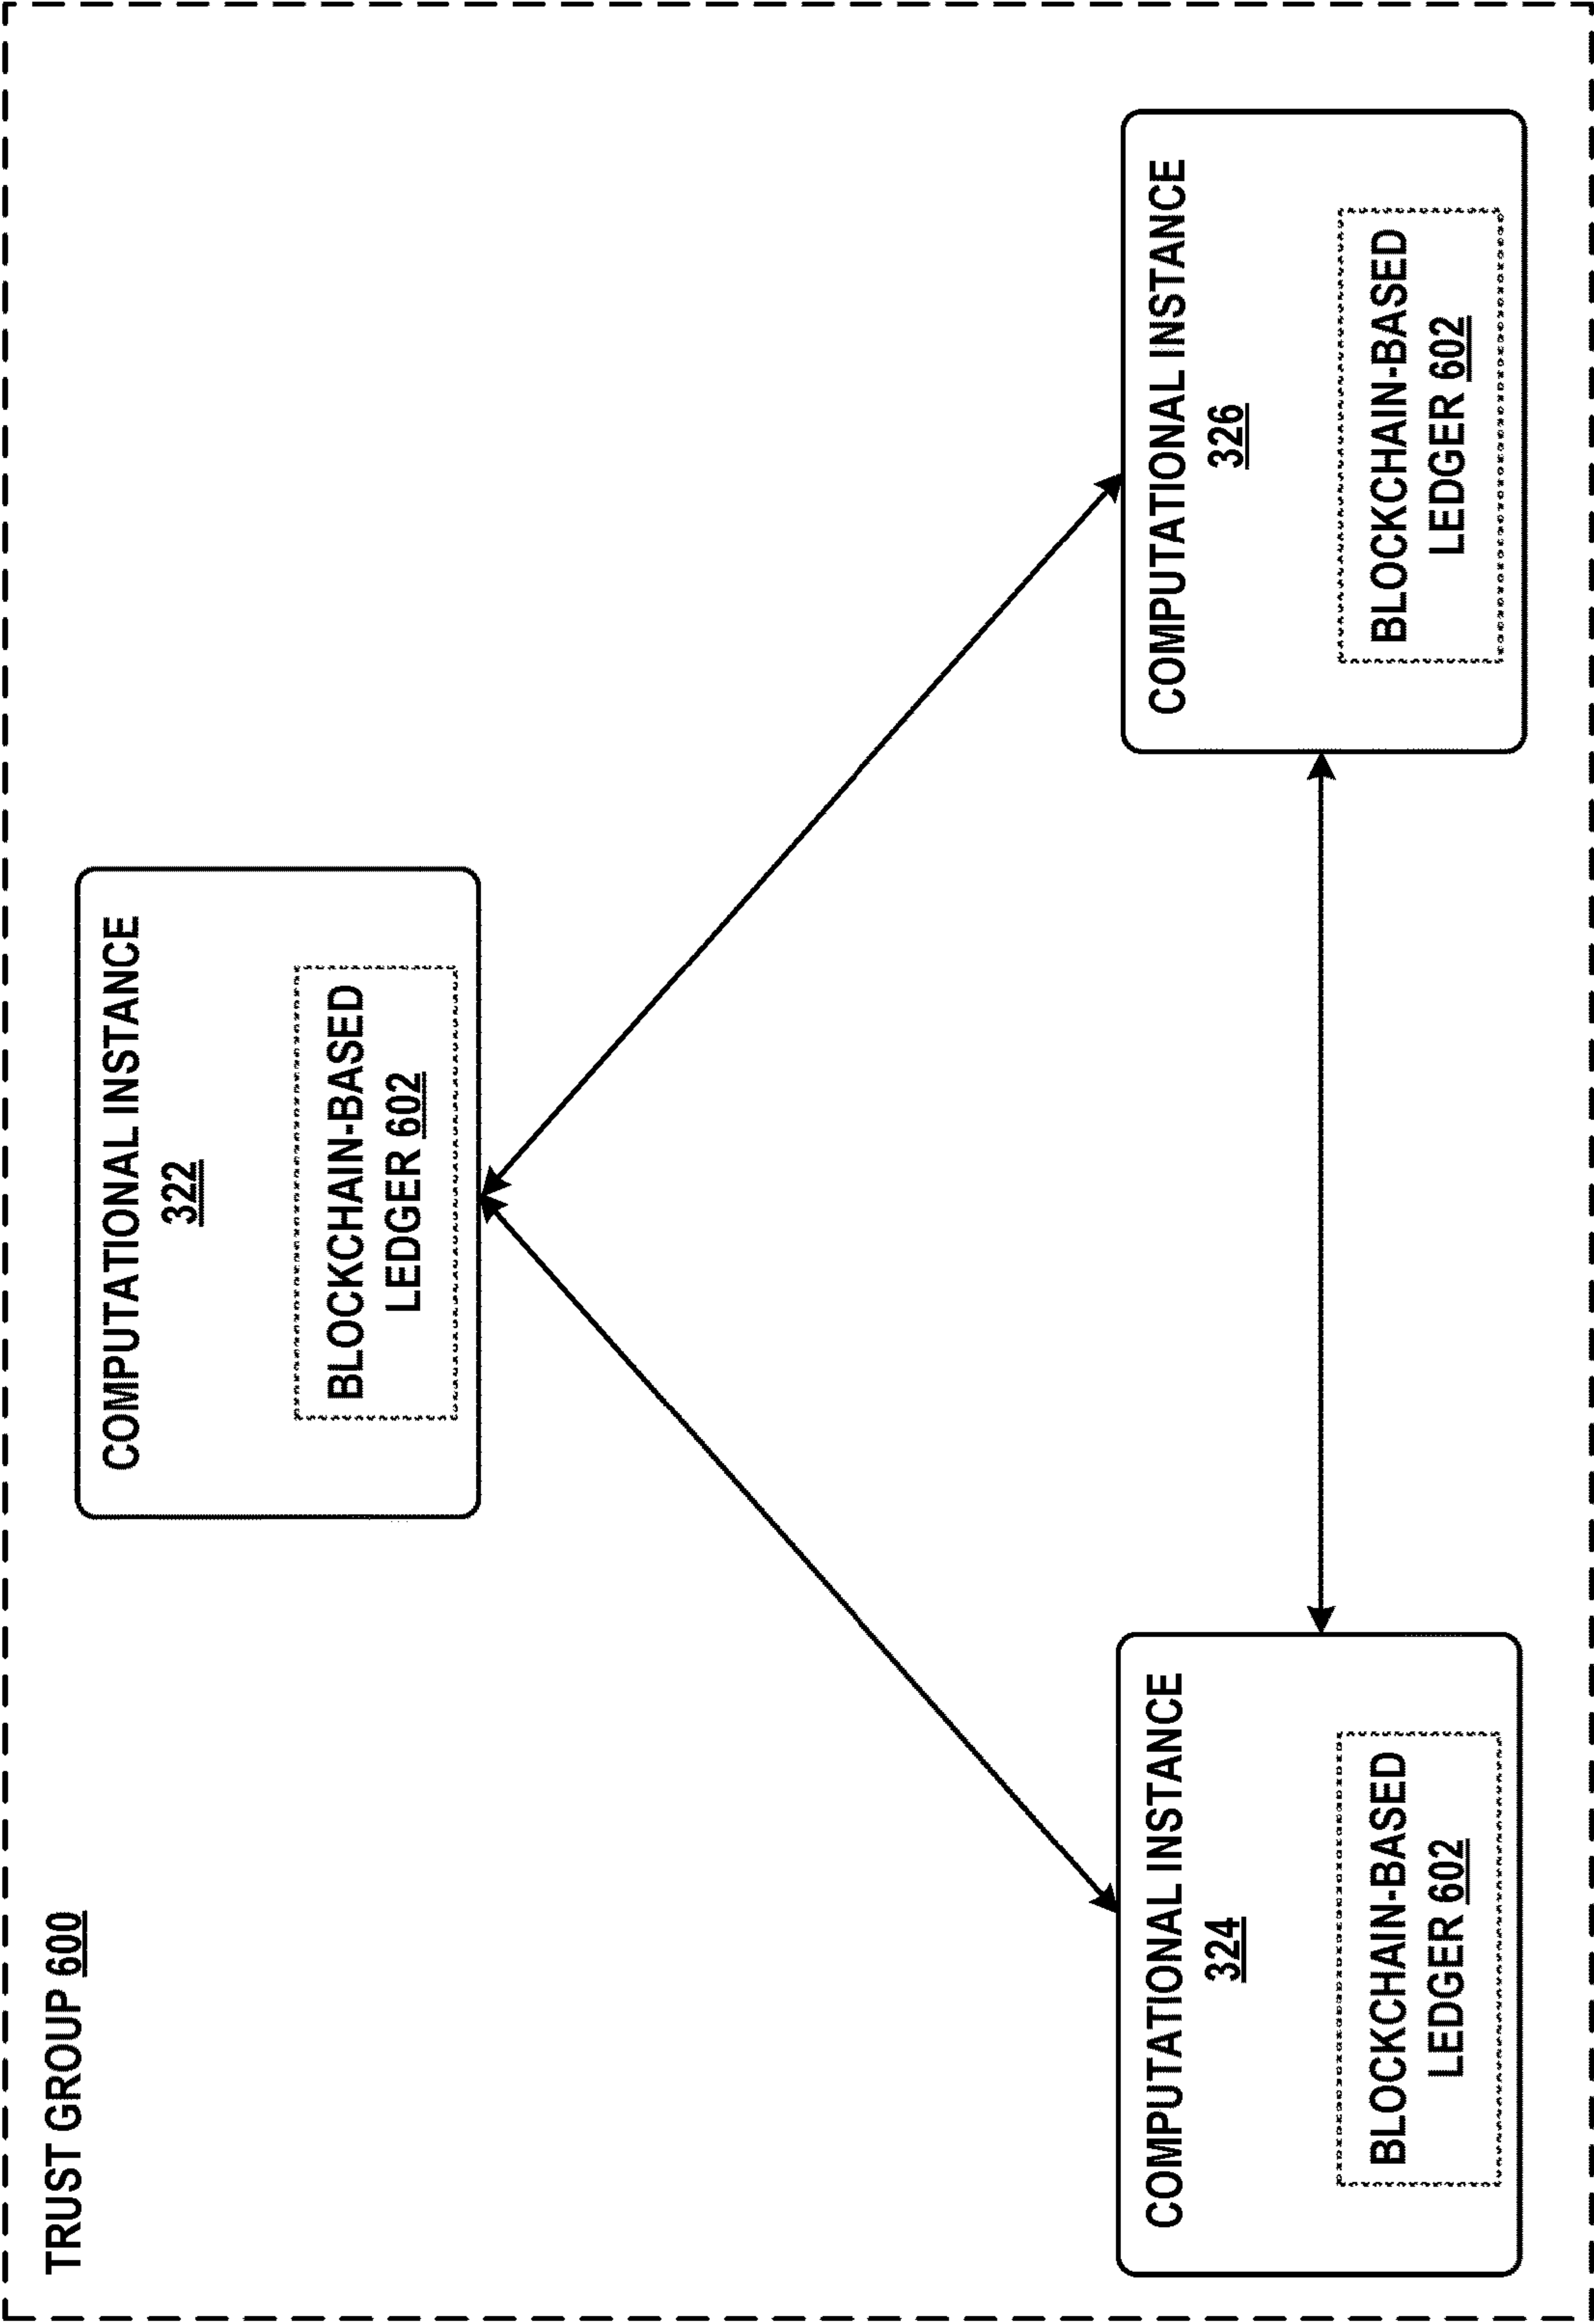 TRUST GROUP 600
COMPUTATIONAL INSTANCE
322
BLOCKCHAIN-BASED
LEDGER 602
COMPUTATIONAL INSTANCE
324
BLOCKCHAIN-BASED
LEDGER 602
COMPUTATIONAL INSTANCE
326
BLOCKCHAIN-BASED
LEDGER 602